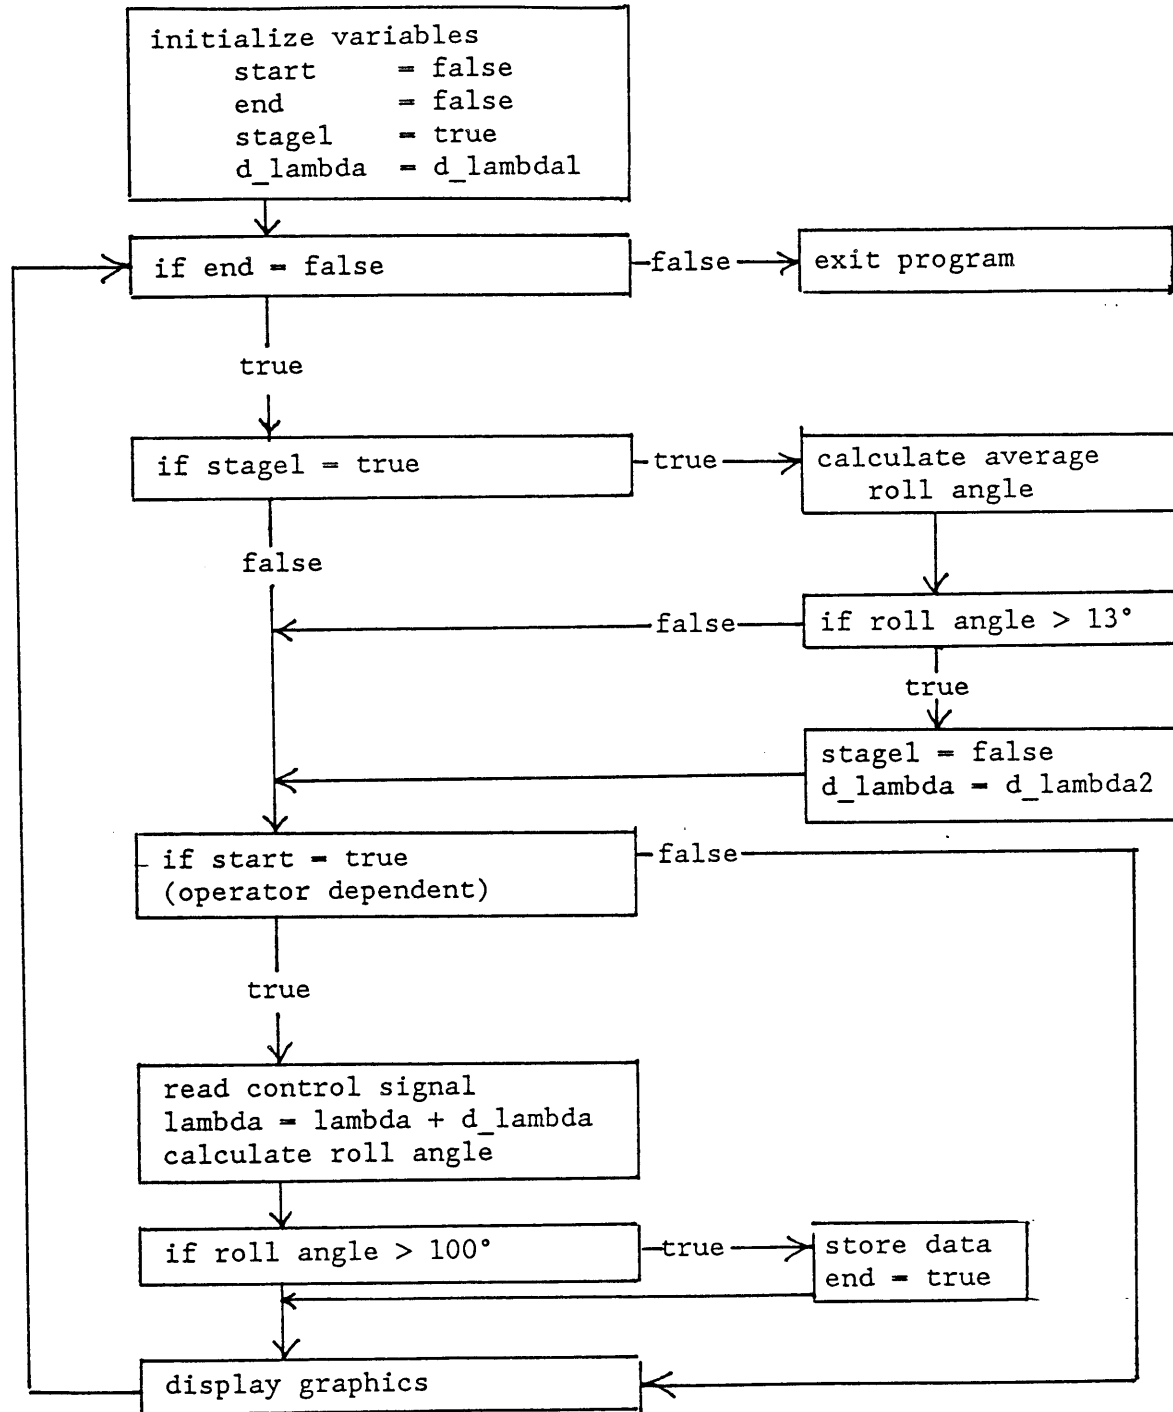 initialize variables
start = false
end = false
stage1 = true
d_lambda = d_lambda1
if end = false
false
exit program
true
if stage1 = true
true
calculate average
roll angle
false
false
if roll angle > 13°
true
stage1 = false
d_lambda = d_lambda2
if start = true
(operator dependent)
false
true
read control signal
lambda = lambda + d_lambda
calculate roll angle
if roll angle > 100°
true
store data
end = true
display graphics